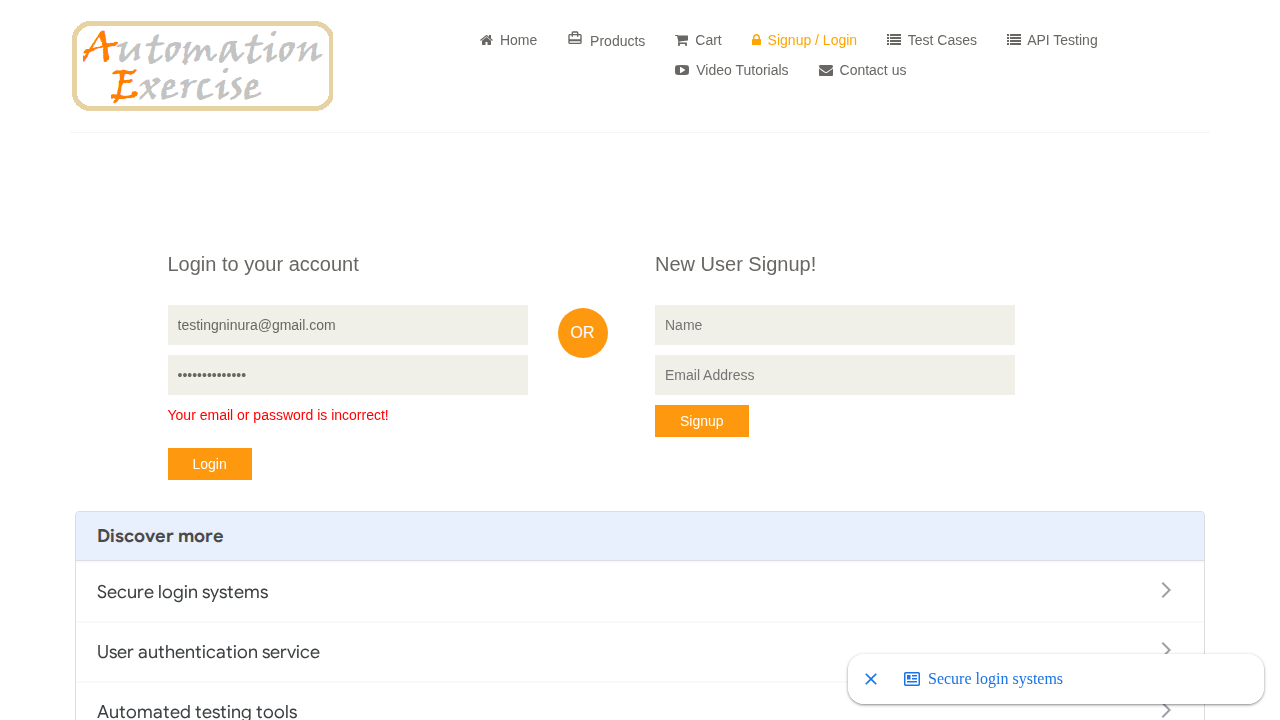 Automation
Exercise
Home
Products
Cart
Signup / Login
Test Cases
API Testing
Video Tutorials
Contact us
Login to your account
testingninura@gmail.com
••••••••••••••
Your email or password is incorrect!
Login
OR
New User Signup!
Name
Email Address
Signup
Discover more
Secure login systems
User authentication service
Automated testing tools
Secure login systems